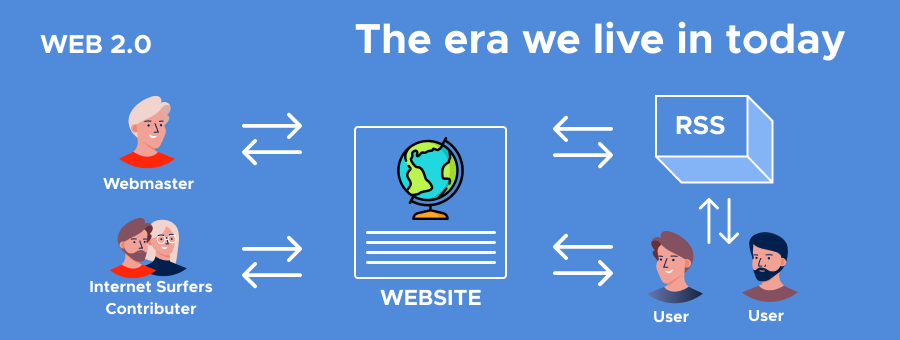 WEB 2.0
The era we live in today
Webmaster
RSS
Internet Surfers
Contributer
WEBSITE
User
User